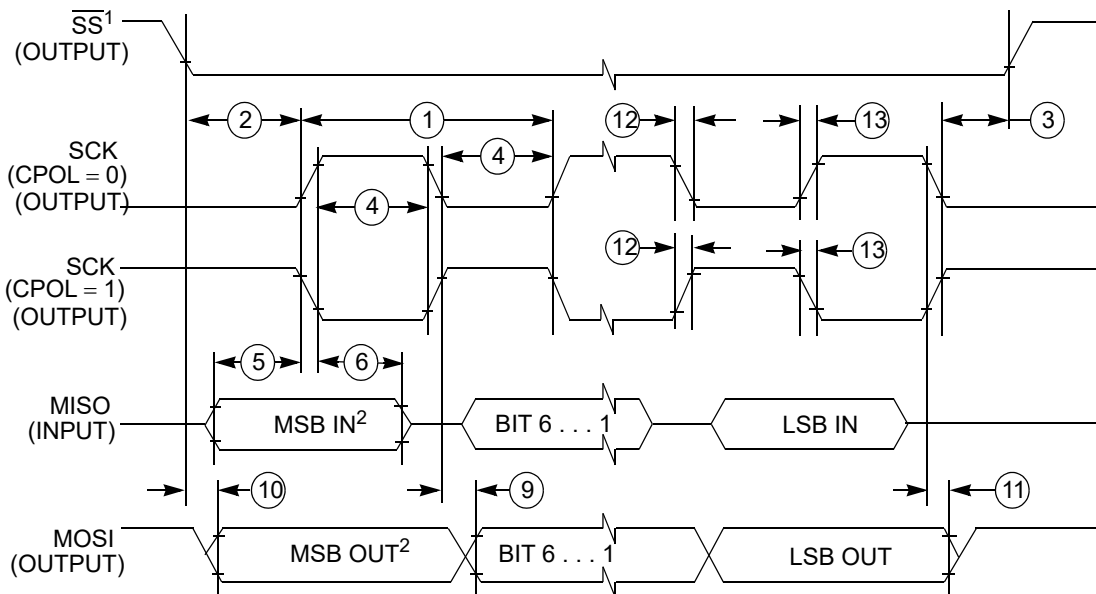 SS¹
(OUTPUT)
2
1
12
13
3
SCK
(CPOL = 0)
(OUTPUT)
4
4
SCK
(CPOL = 1)
(OUTPUT)
12
13
5
6
MISO
(INPUT)
MSB IN²
BIT 6 . . . 1
LSB IN
10
9
11
MOSI
(OUTPUT)
MSB OUT²
BIT 6 . . . 1
LSB OUT